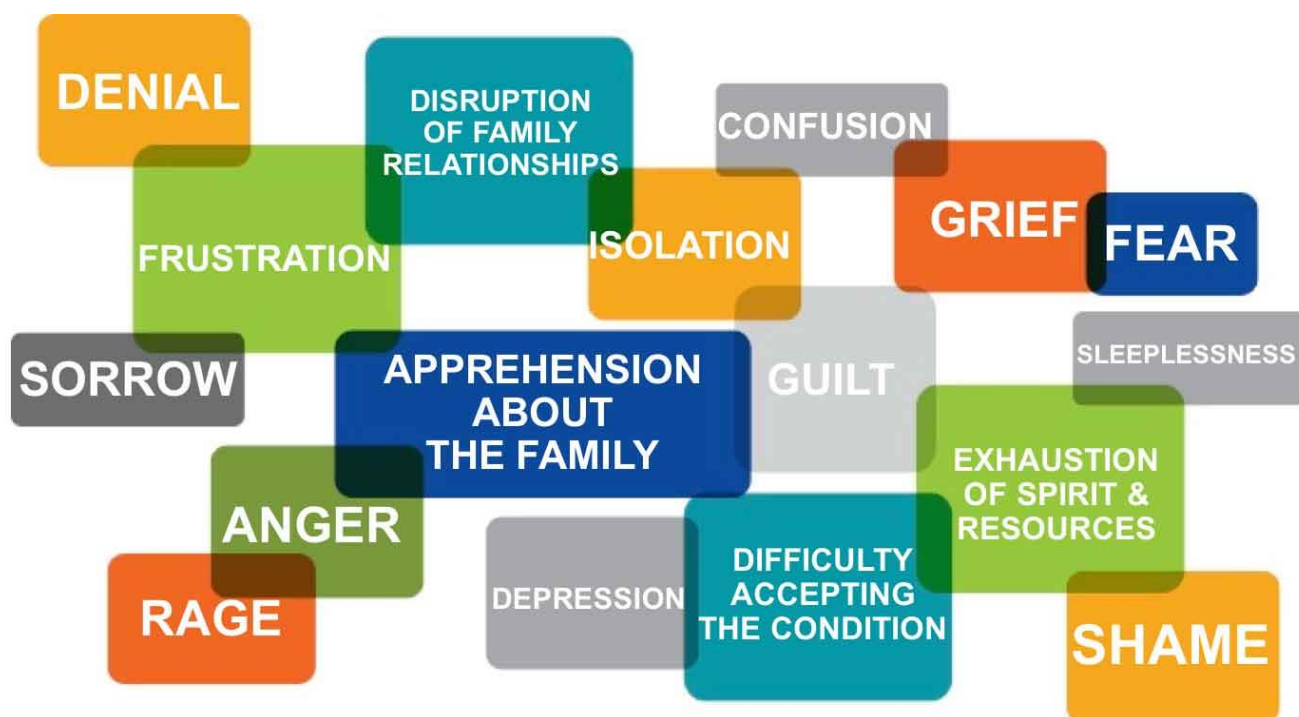 DENIAL
DISRUPTION
OF FAMILY
RELATIONSHIPS
CONFUSION
FRUSTRATION
ISOLATION
GRIEF
FEAR
SORROW
APPREHENSION
ABOUT
THE FAMILY
GUILT
SLEEPLESSNESS
ANGER
EXHAUSTION
OF SPIRIT &
RESOURCES
RAGE
DEPRESSION
DIFFICULTY
ACCEPTING
THE CONDITION
SHAME